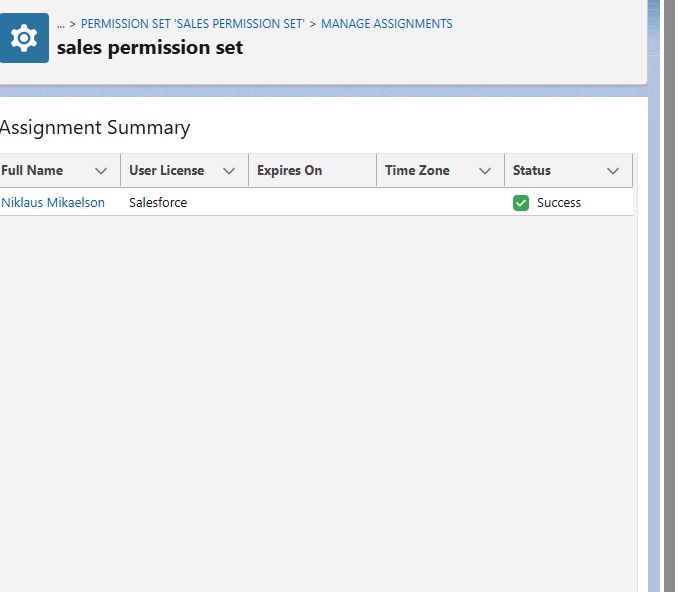 ... > PERMISSION SET 'SALES PERMISSION SET' > MANAGE ASSIGNMENTS
sales permission set
Assignment Summary
Full Name User License Expires On Time Zone Status
Niklaus Mikaelson Salesforce Success